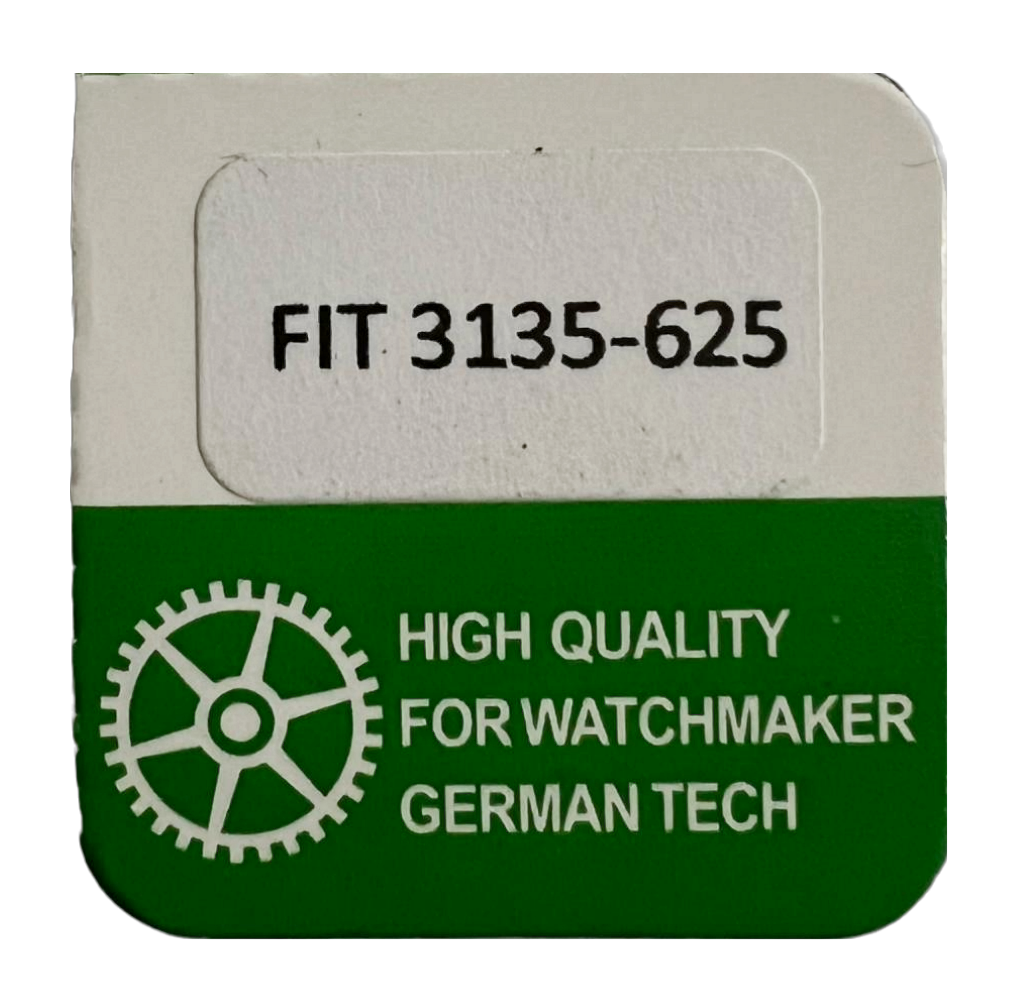 FIT 3135-625
HIGH QUALITY
FOR WATCHMAKER
GERMAN TECH